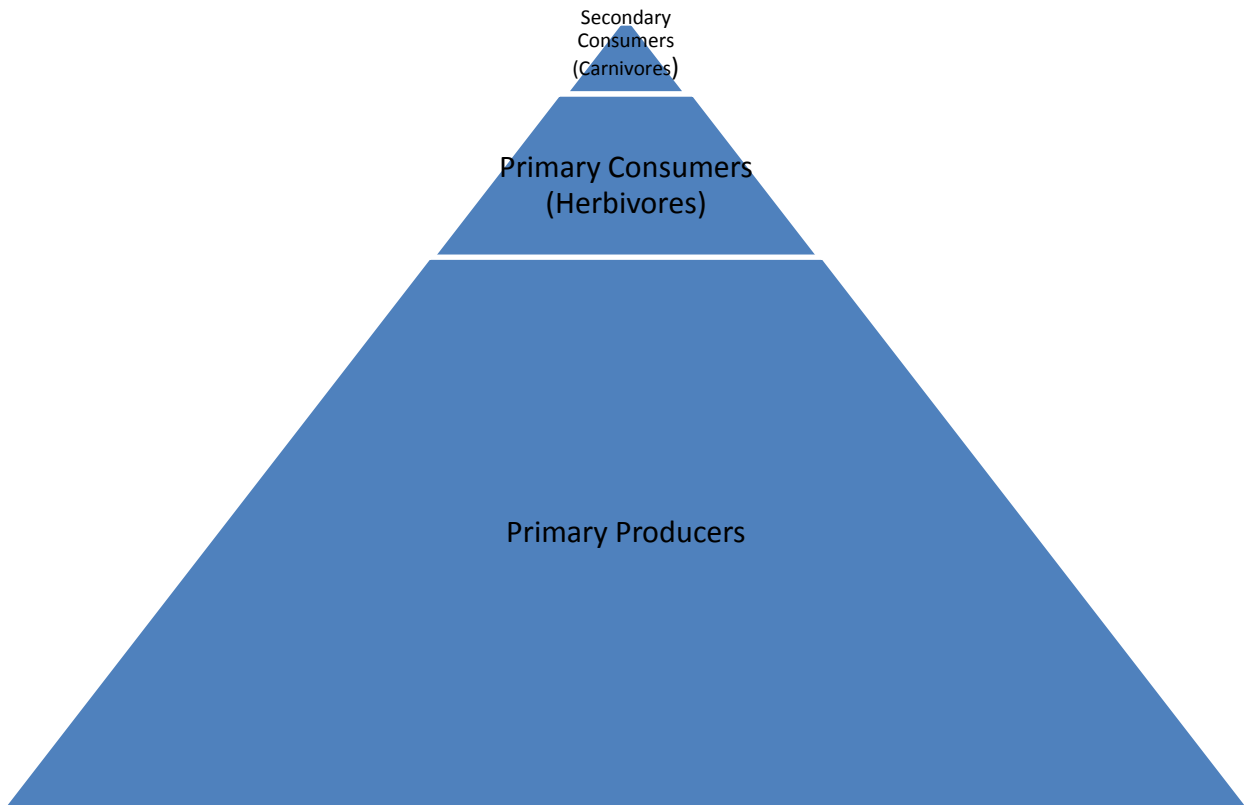 Secondary
Consumers
(Carnivores)
Primary Consumers
(Herbivores)
Primary Producers